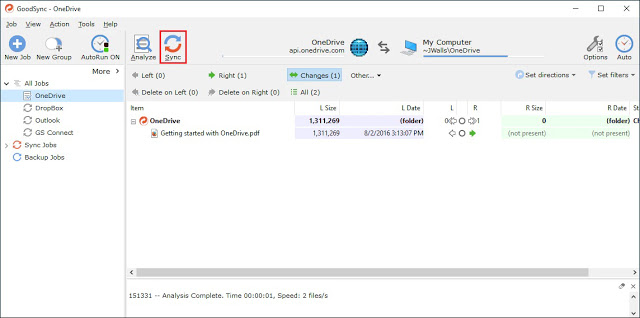 GoodSync - OneDrive
Job View Action Tools Help
New Job New Group AutoRun ON Analyze Sync
OneDrive
api.onedrive.com
My Computer
~JWalls\OneDrive
Options Auto
More >
All Jobs
OneDrive
DropBox
Outlook
GS Connect
Sync Jobs
Backup Jobs
Left (0) Right (1) Changes (1) Other... Set directions Set filters
Delete on Left (0) Delete on Right (0) All (2)
Item L Size L Date L R R Size R Date
OneDrive 1,311,269 (folder) 0 1 0 (folder)
Getting started with OneDrive.pdf 1,311,269 8/2/2016 3:13:07 PM (not present) (not present)
151331 -- Analysis Complete. Time 00:00:01, Speed: 2 files/s